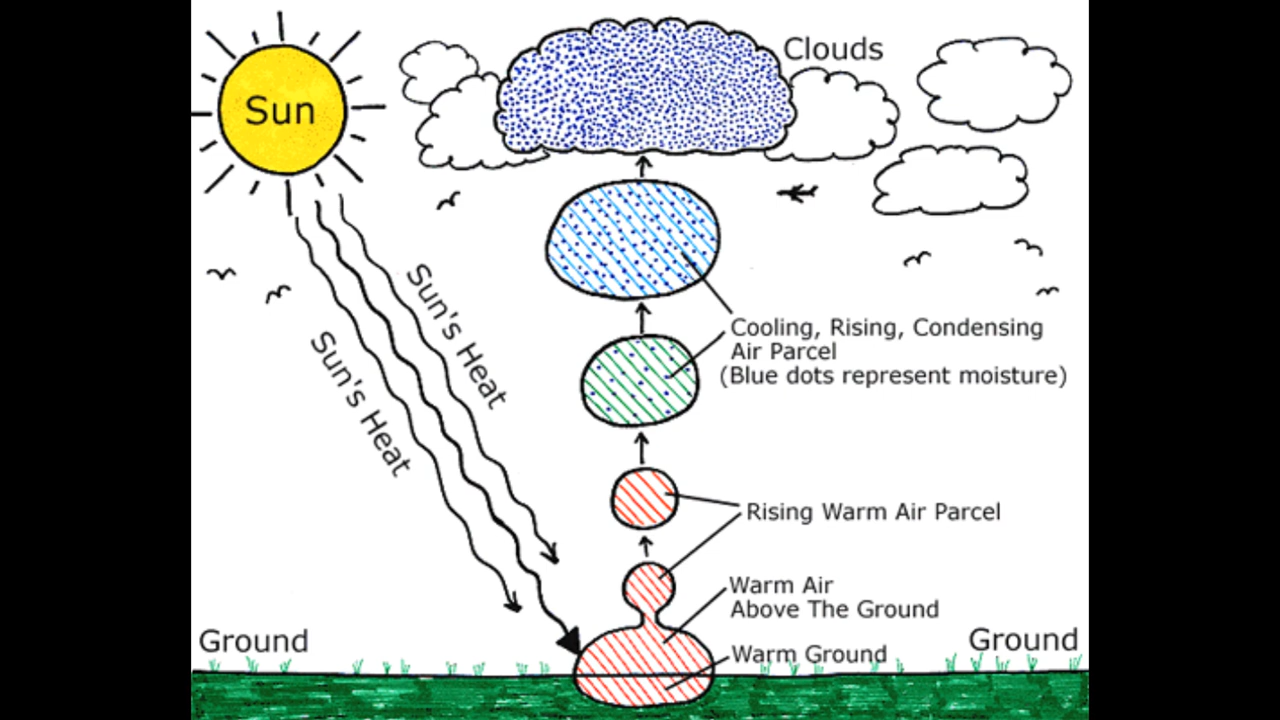 Sun
Clouds
Sun's Heat
Sun's Heat
Cooling, Rising, Condensing
Air Parcel
(Blue dots represent moisture)
Rising Warm Air Parcel
Warm Air
Above The Ground
Warm Ground
Ground
Ground